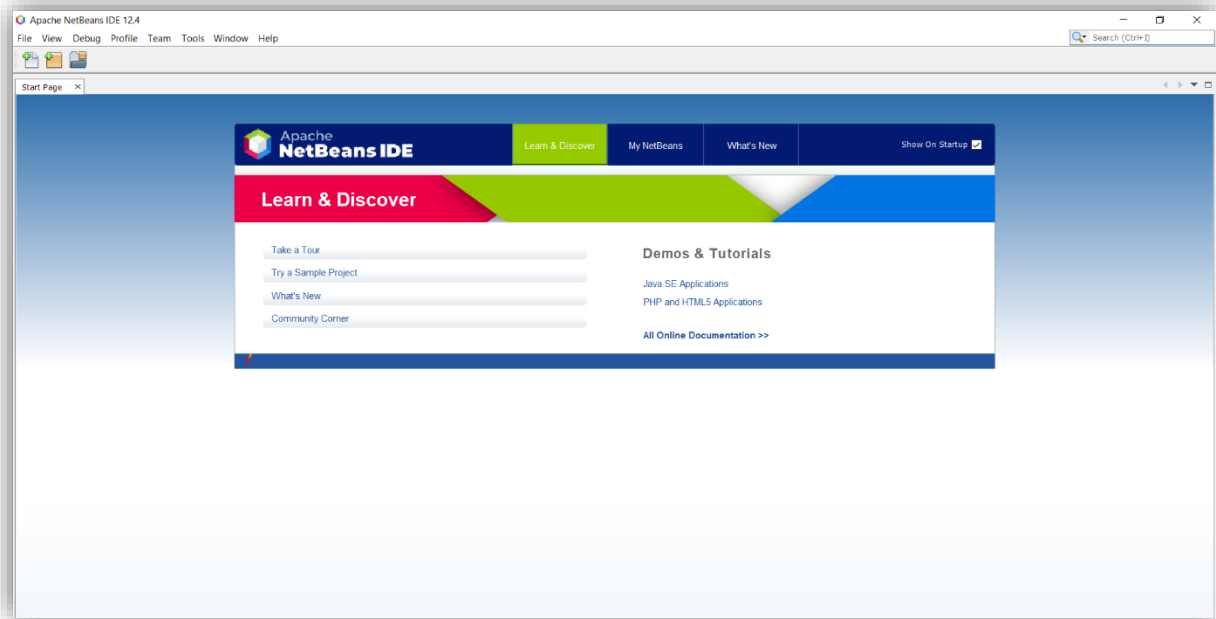 Apache NetBeans IDE 12.4
File View Debug Profile Team Tools Window Help
Search (Ctrl+I)
Start Page
Apache
NetBeans IDE
Learn & Discover
My NetBeans
What's New
Show On Startup
Learn & Discover
Take a Tour
Try a Sample Project
What's New
Community Corner
Demos & Tutorials
Java SE Applications
PHP and HTML5 Applications
All Online Documentation >>